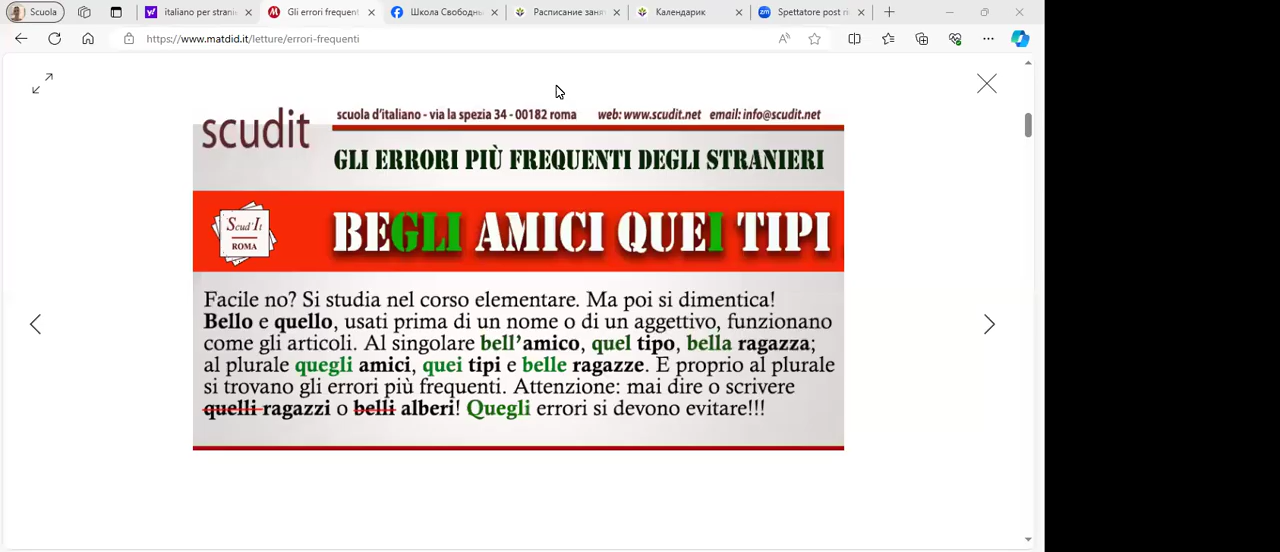 Scuola
italiano per strani
Gli errori frequent
Школа Свободны
Расписание заня
Календарик
Spettatore post ri
https://www.matdid.it/letture/errori-frequenti
scudit
scuola d'italiano - via la spezia 34 - 00182 roma web: www.scudit.net email: info@scudit.net
GLI ERRORI PIÙ FREQUENTI DEGLI STRANIERI
Scud'It
ROMA
BEGLI AMICI QUEI TIPI
Facile no? Si studia nel corso elementare. Ma poi si dimentica!
Bello e quello, usati prima di un nome o di un aggettivo, funzionano
come gli articoli. Al singolare bell'amico, quel tipo, bella ragazza;
al plurale quegli amici, quei tipi e belle ragazze. E proprio al plurale
si trovano gli errori più frequenti. Attenzione: mai dire o scrivere
quelli ragazzi o belli alberi! Quegli errori si devono evitare!!!